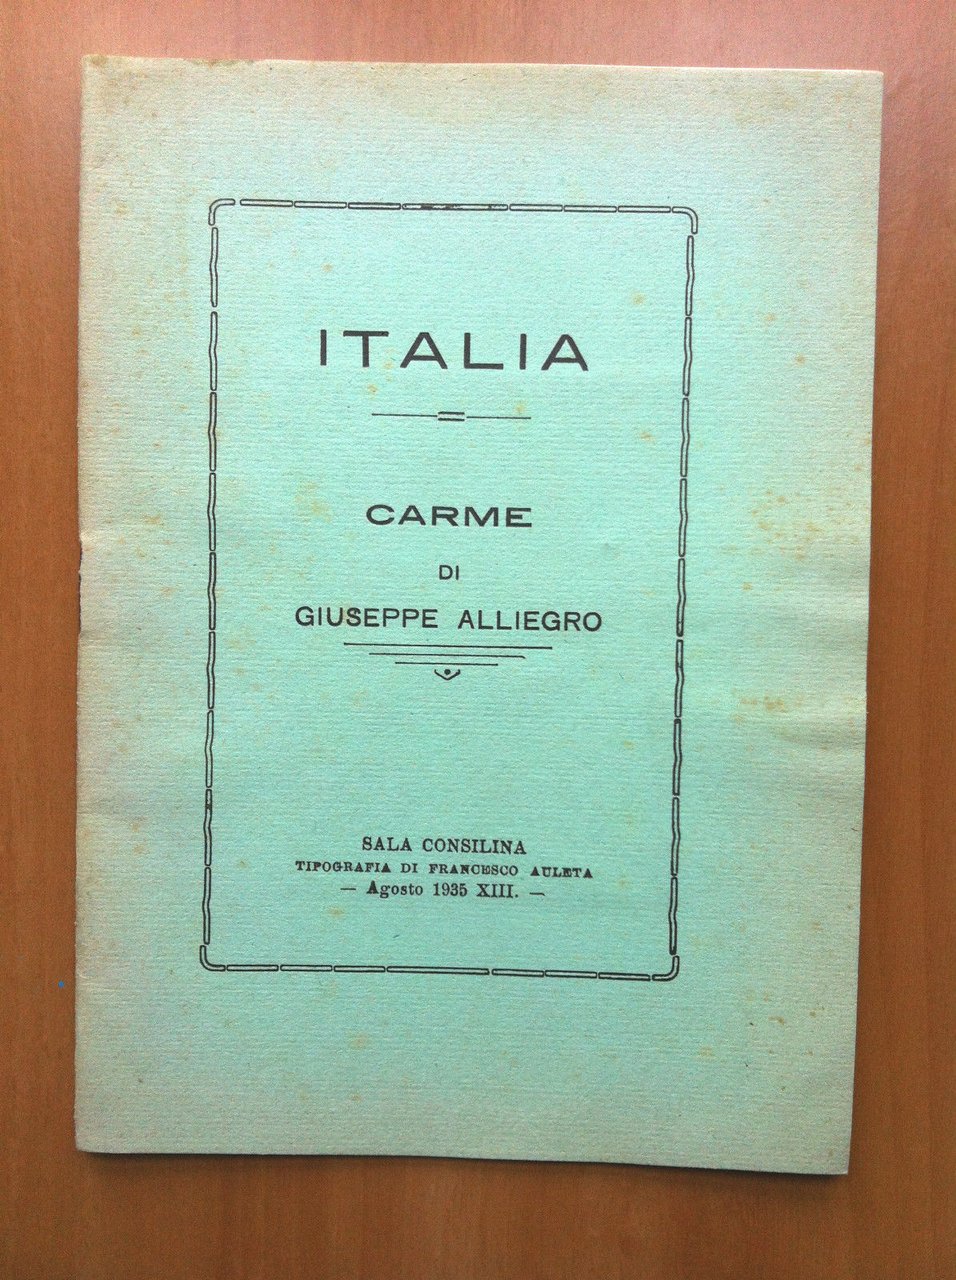 ITALIA
CARME
DI
GIUSEPPE ALLIEGRO
SALA CONSILINA
TIPOGRAFIA DI FRANCESCO AULETA
— Agosto 1935 XIII. —